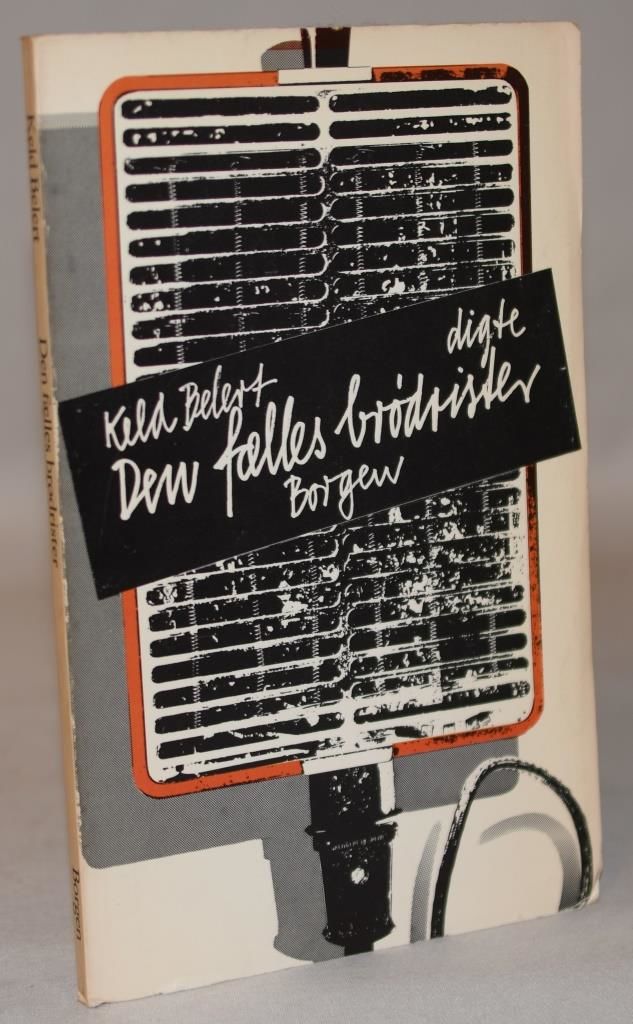 digte
Keld Belert
Den fælles brødrister
Borgen
Keld Belert
Den fælles brødrister
Borgen